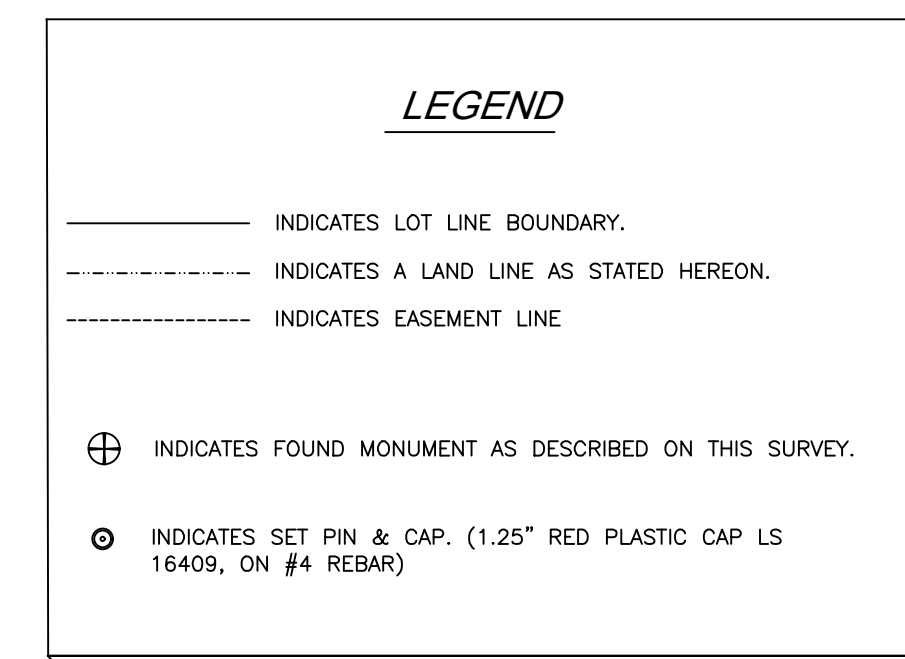 LEGEND
INDICATES LOT LINE BOUNDARY.
INDICATES A LAND LINE AS STATED HEREON.
INDICATES EASEMENT LINE
INDICATES FOUND MONUMENT AS DESCRIBED ON THIS SURVEY.
INDICATES SET PIN & CAP. (1.25” RED PLASTIC CAP LS
16409, ON #4 REBAR)